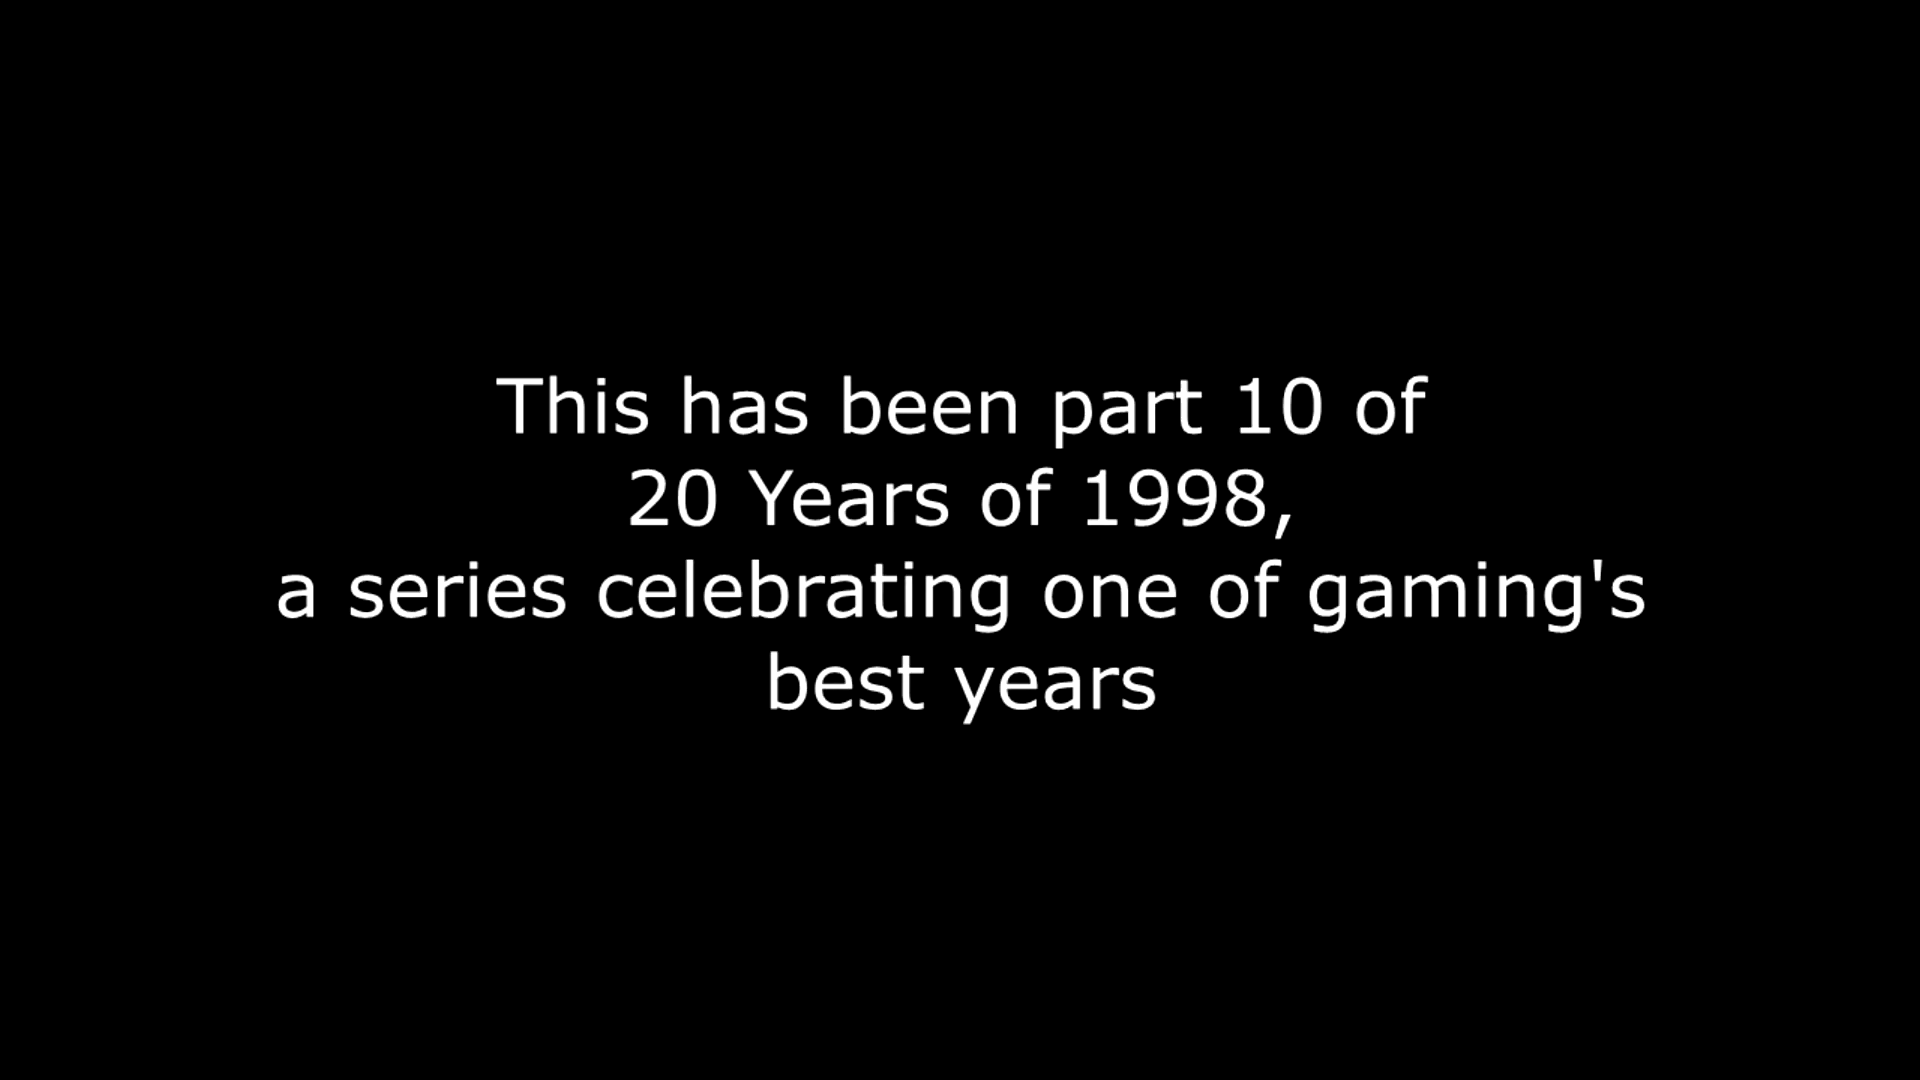 This has been part 10 of
20 Years of 1998,
a series celebrating one of gaming's
best years